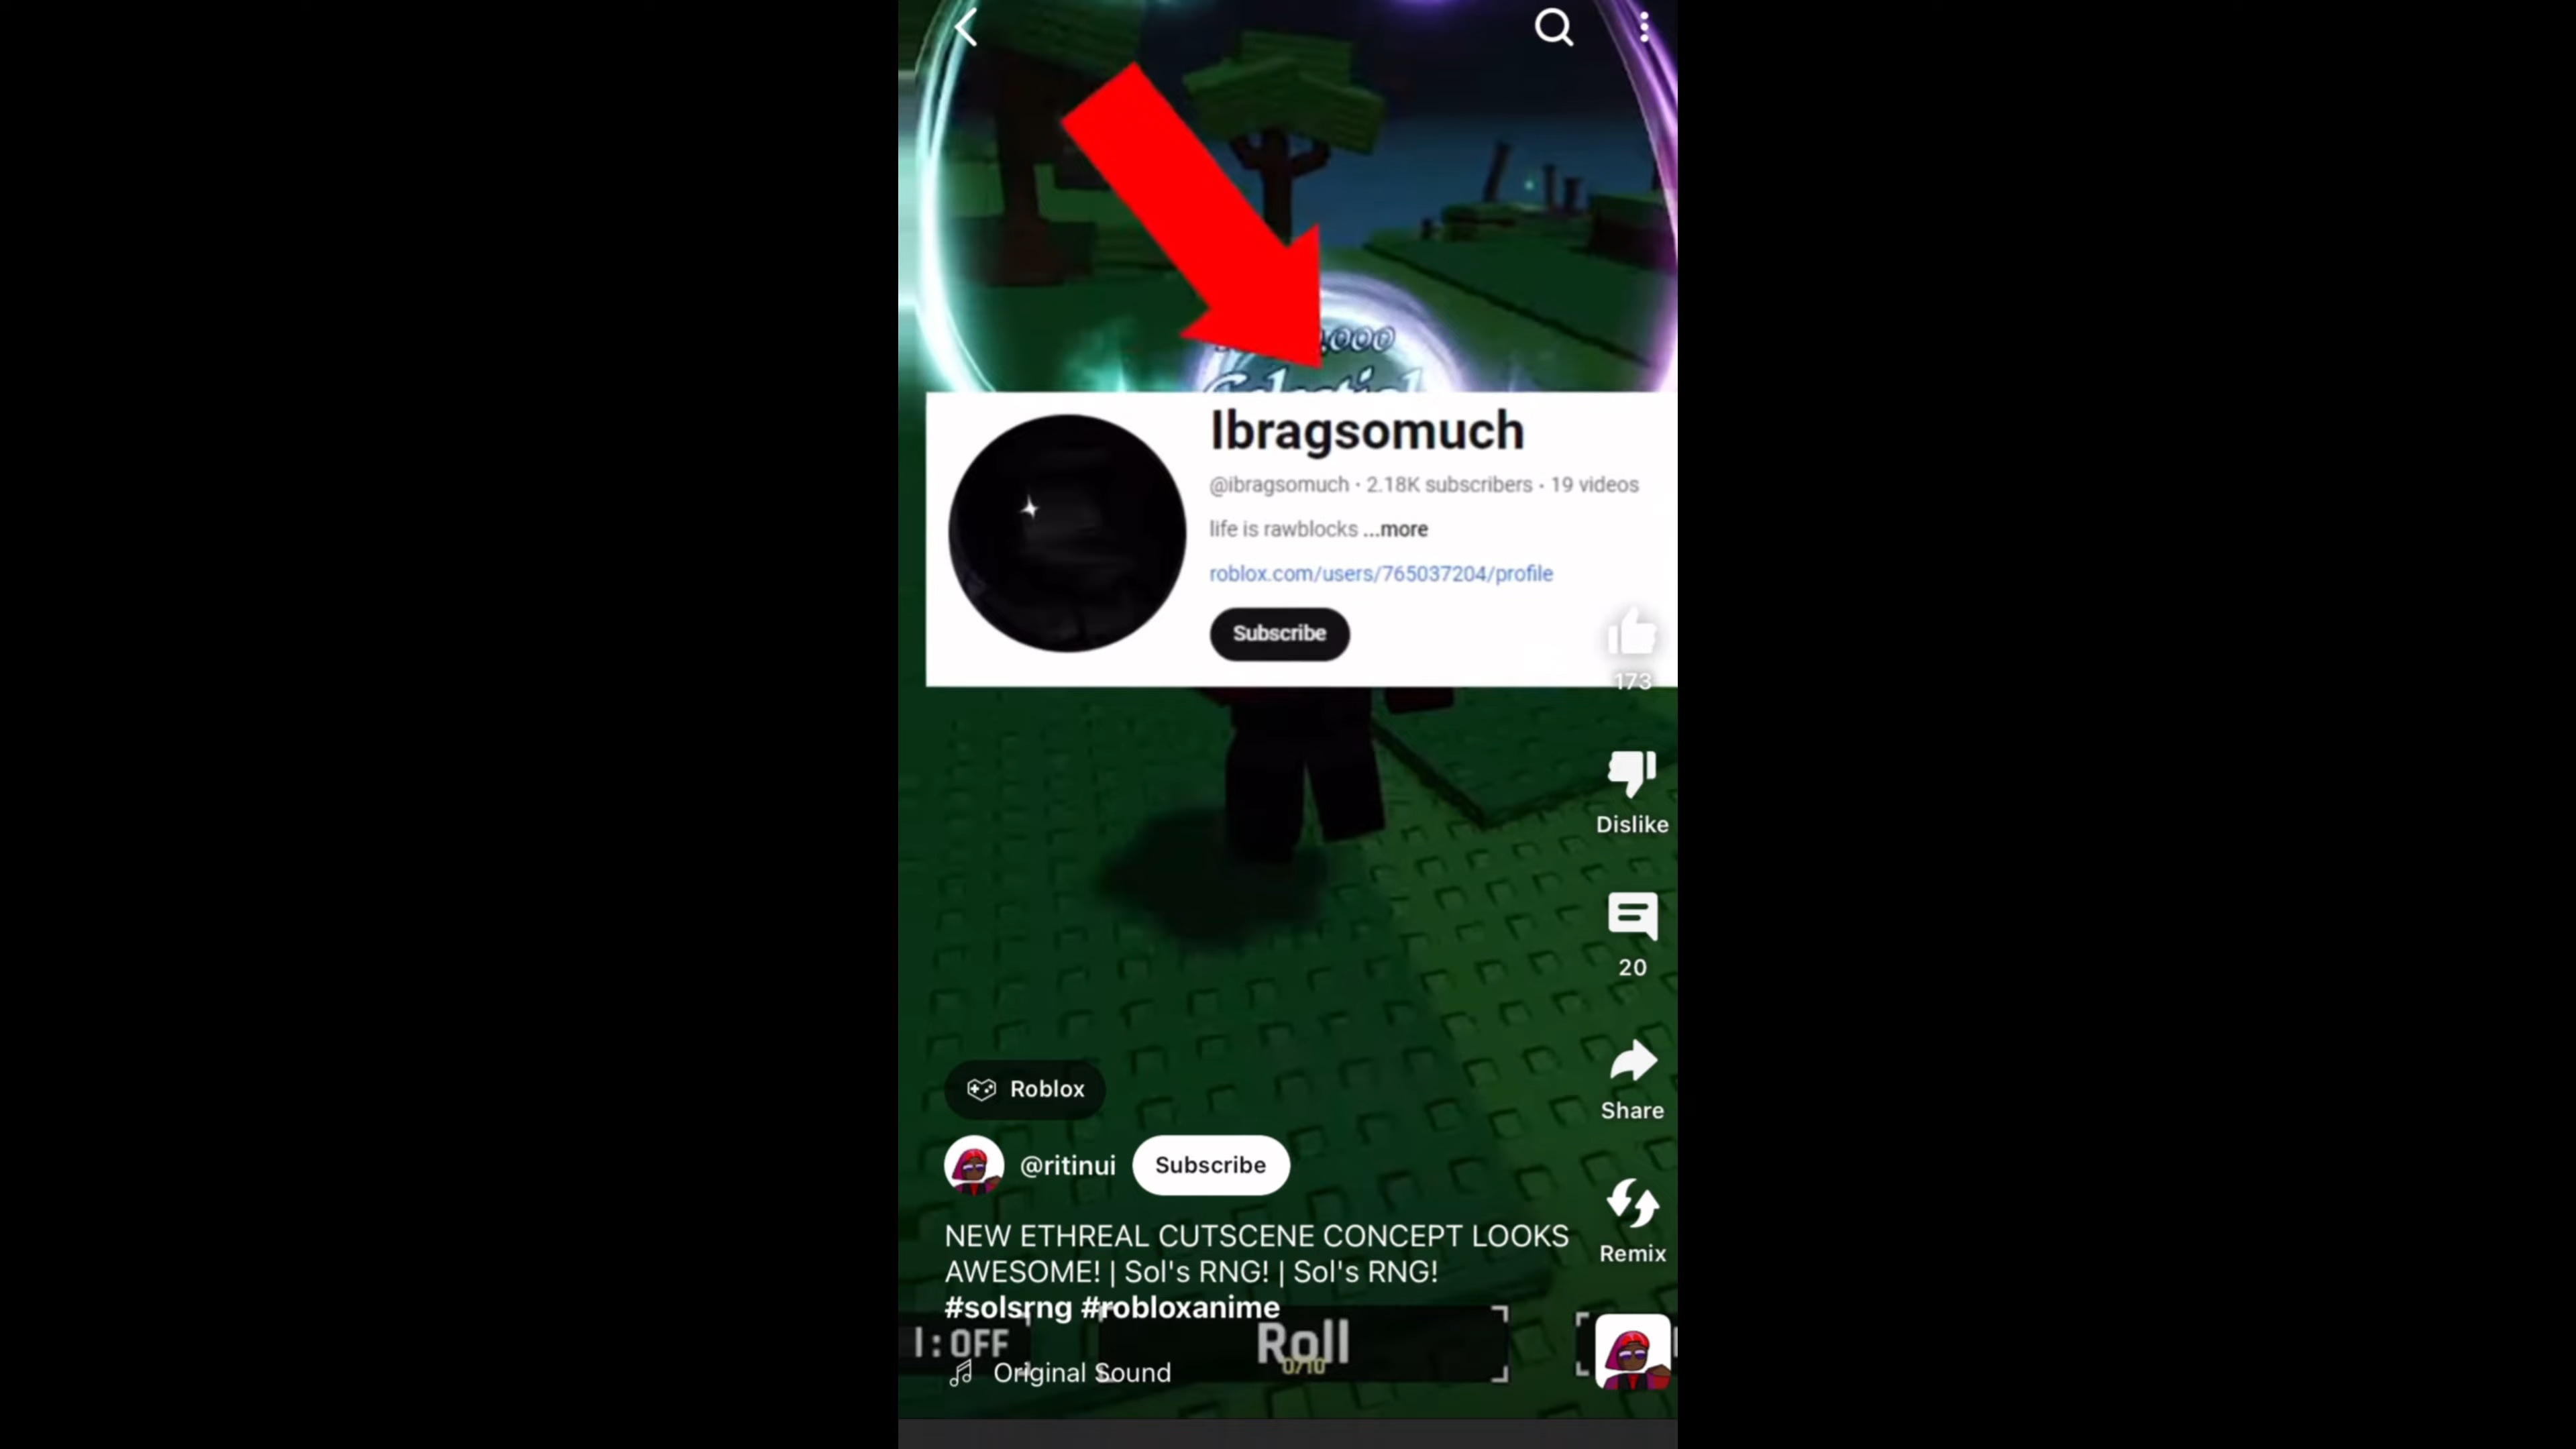 Ibragsomuch
@ibragsomuch · 2.18K subscribers · 19 videos
life is rawblocks ...more
roblox.com/users/765037204/profile
Subscribe
173
Dislike
20
Share
Roblox
@ritinui
Subscribe
Remix
NEW ETHREAL CUTSCENE CONCEPT LOOKS
AWESOME! | Sol's RNG! | Sol's RNG!
#solsrng #robloxanime
: OFF
Roll
0/10
Original Sound